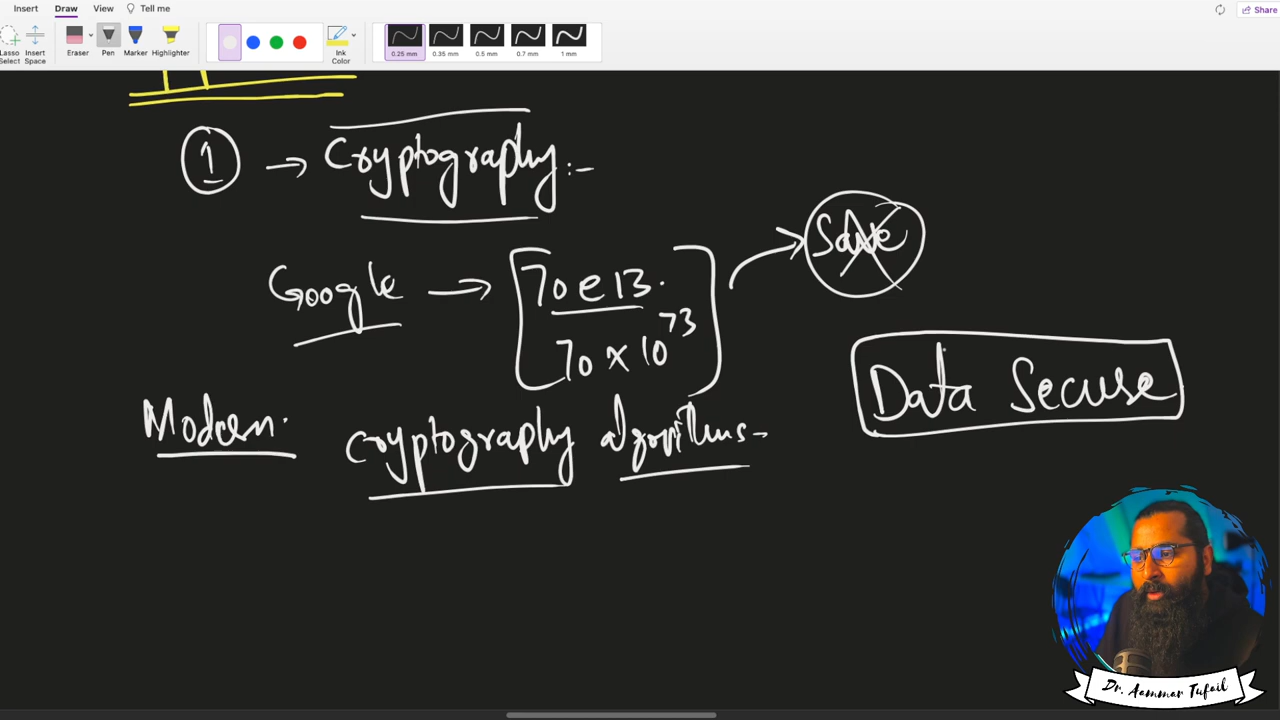 Insert Draw View Tell me
Share
Lasso Select
Insert Space
Eraser
Pen
Marker
Highlighter
Ink Color
0.25 mm
0.35 mm
0.5 mm
0.7 mm
1 mm
1 → Cryptography:-
Google → [70 e 13.
70 x 10^73]
Save
Data Secure
Modern.
cryptography algorithms-
Dr. Aammar Tufail